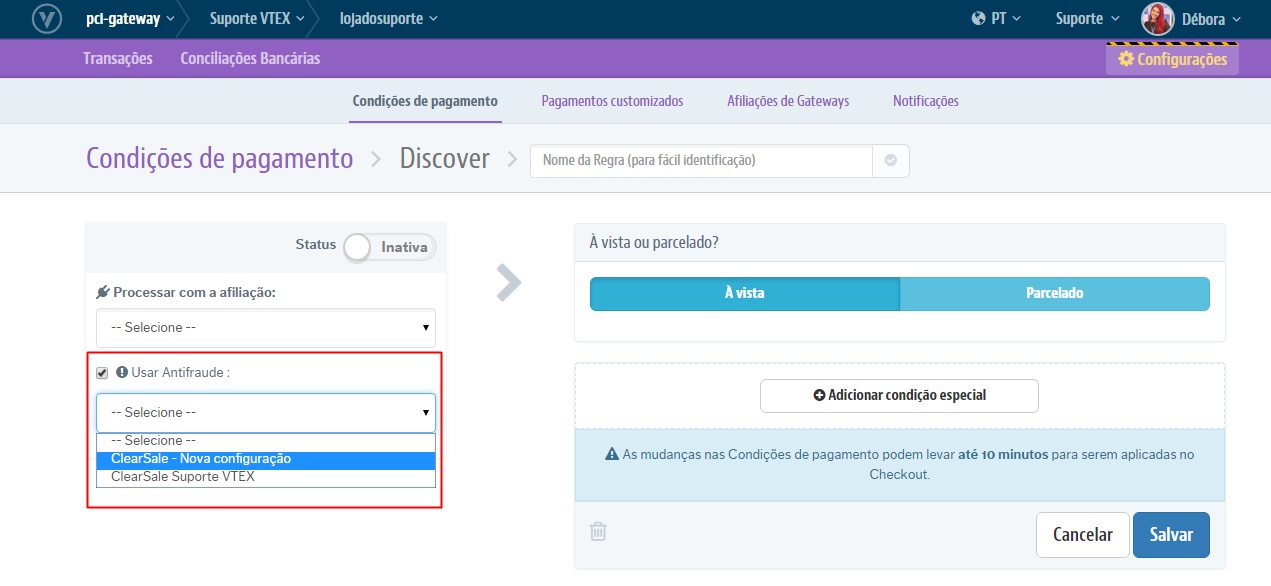 pci-gateway Suporte VTEX lojadosuporte PT Suporte Débora
Transações Conciliações Bancárias Configurações
Condições de pagamento Pagamentos customizados Afiliações de Gateways Notificações
Condições de pagamento > Discover > Nome da Regra (para fácil identificação)
Status Inativa
Processar com a afiliação:
-- Selecione --
Usar Antifraude :
-- Selecione --
-- Selecione --
ClearSale - Nova configuração
ClearSale Suporte VTEX
À vista ou parcelado?
À vista Parcelado
Adicionar condição especial
As mudanças nas Condições de pagamento podem levar até 10 minutos para serem aplicadas no
Checkout.
Cancelar Salvar